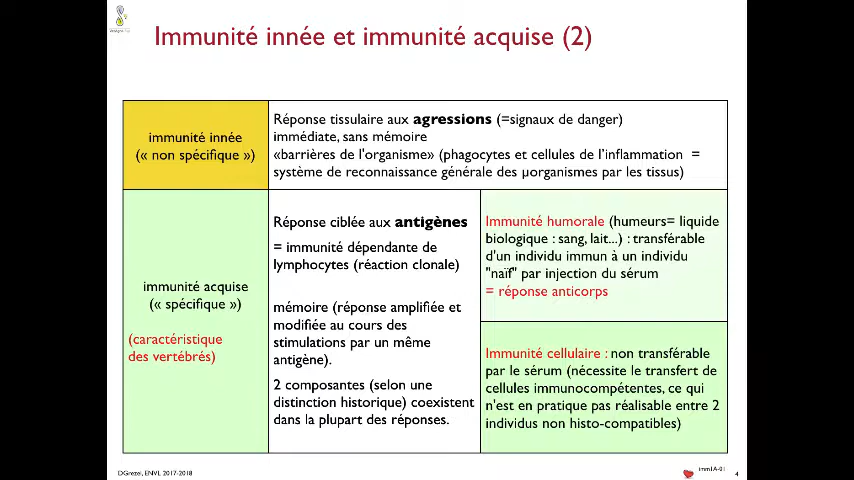 Immunité innée et immunité acquise (2)
immunité innée
(« non spécifique »)
Réponse tissulaire aux agressions (=signaux de danger)
immédiate, sans mémoire
«barrières de l'organisme» (phagocytes et cellules de l'inflammation =
système de reconnaissance générale des µorganismes par les tissus)
immunité acquise
(« spécifique »)
(caractéristique
des vertébrés)
Réponse ciblée aux antigènes
= immunité dépendante de
lymphocytes (réaction clonale)
mémoire (réponse amplifiée et
modifiée au cours des
stimulations par un même
antigène).
2 composantes (selon une
distinction historique) coexistent
dans la plupart des réponses.
Immunité humorale (humeurs= liquide
biologique : sang, lait...) : transférable
d'un individu immun à un individu
"naïf" par injection du sérum
= réponse anticorps
Immunité cellulaire : non transférable
par le sérum (nécessite le transfert de
cellules immunocompétentes, ce qui
n'est en pratique pas réalisable entre 2
individus non histo-compatibles)
DGrezel, ENVL 2017-2018
imm1A-01
4